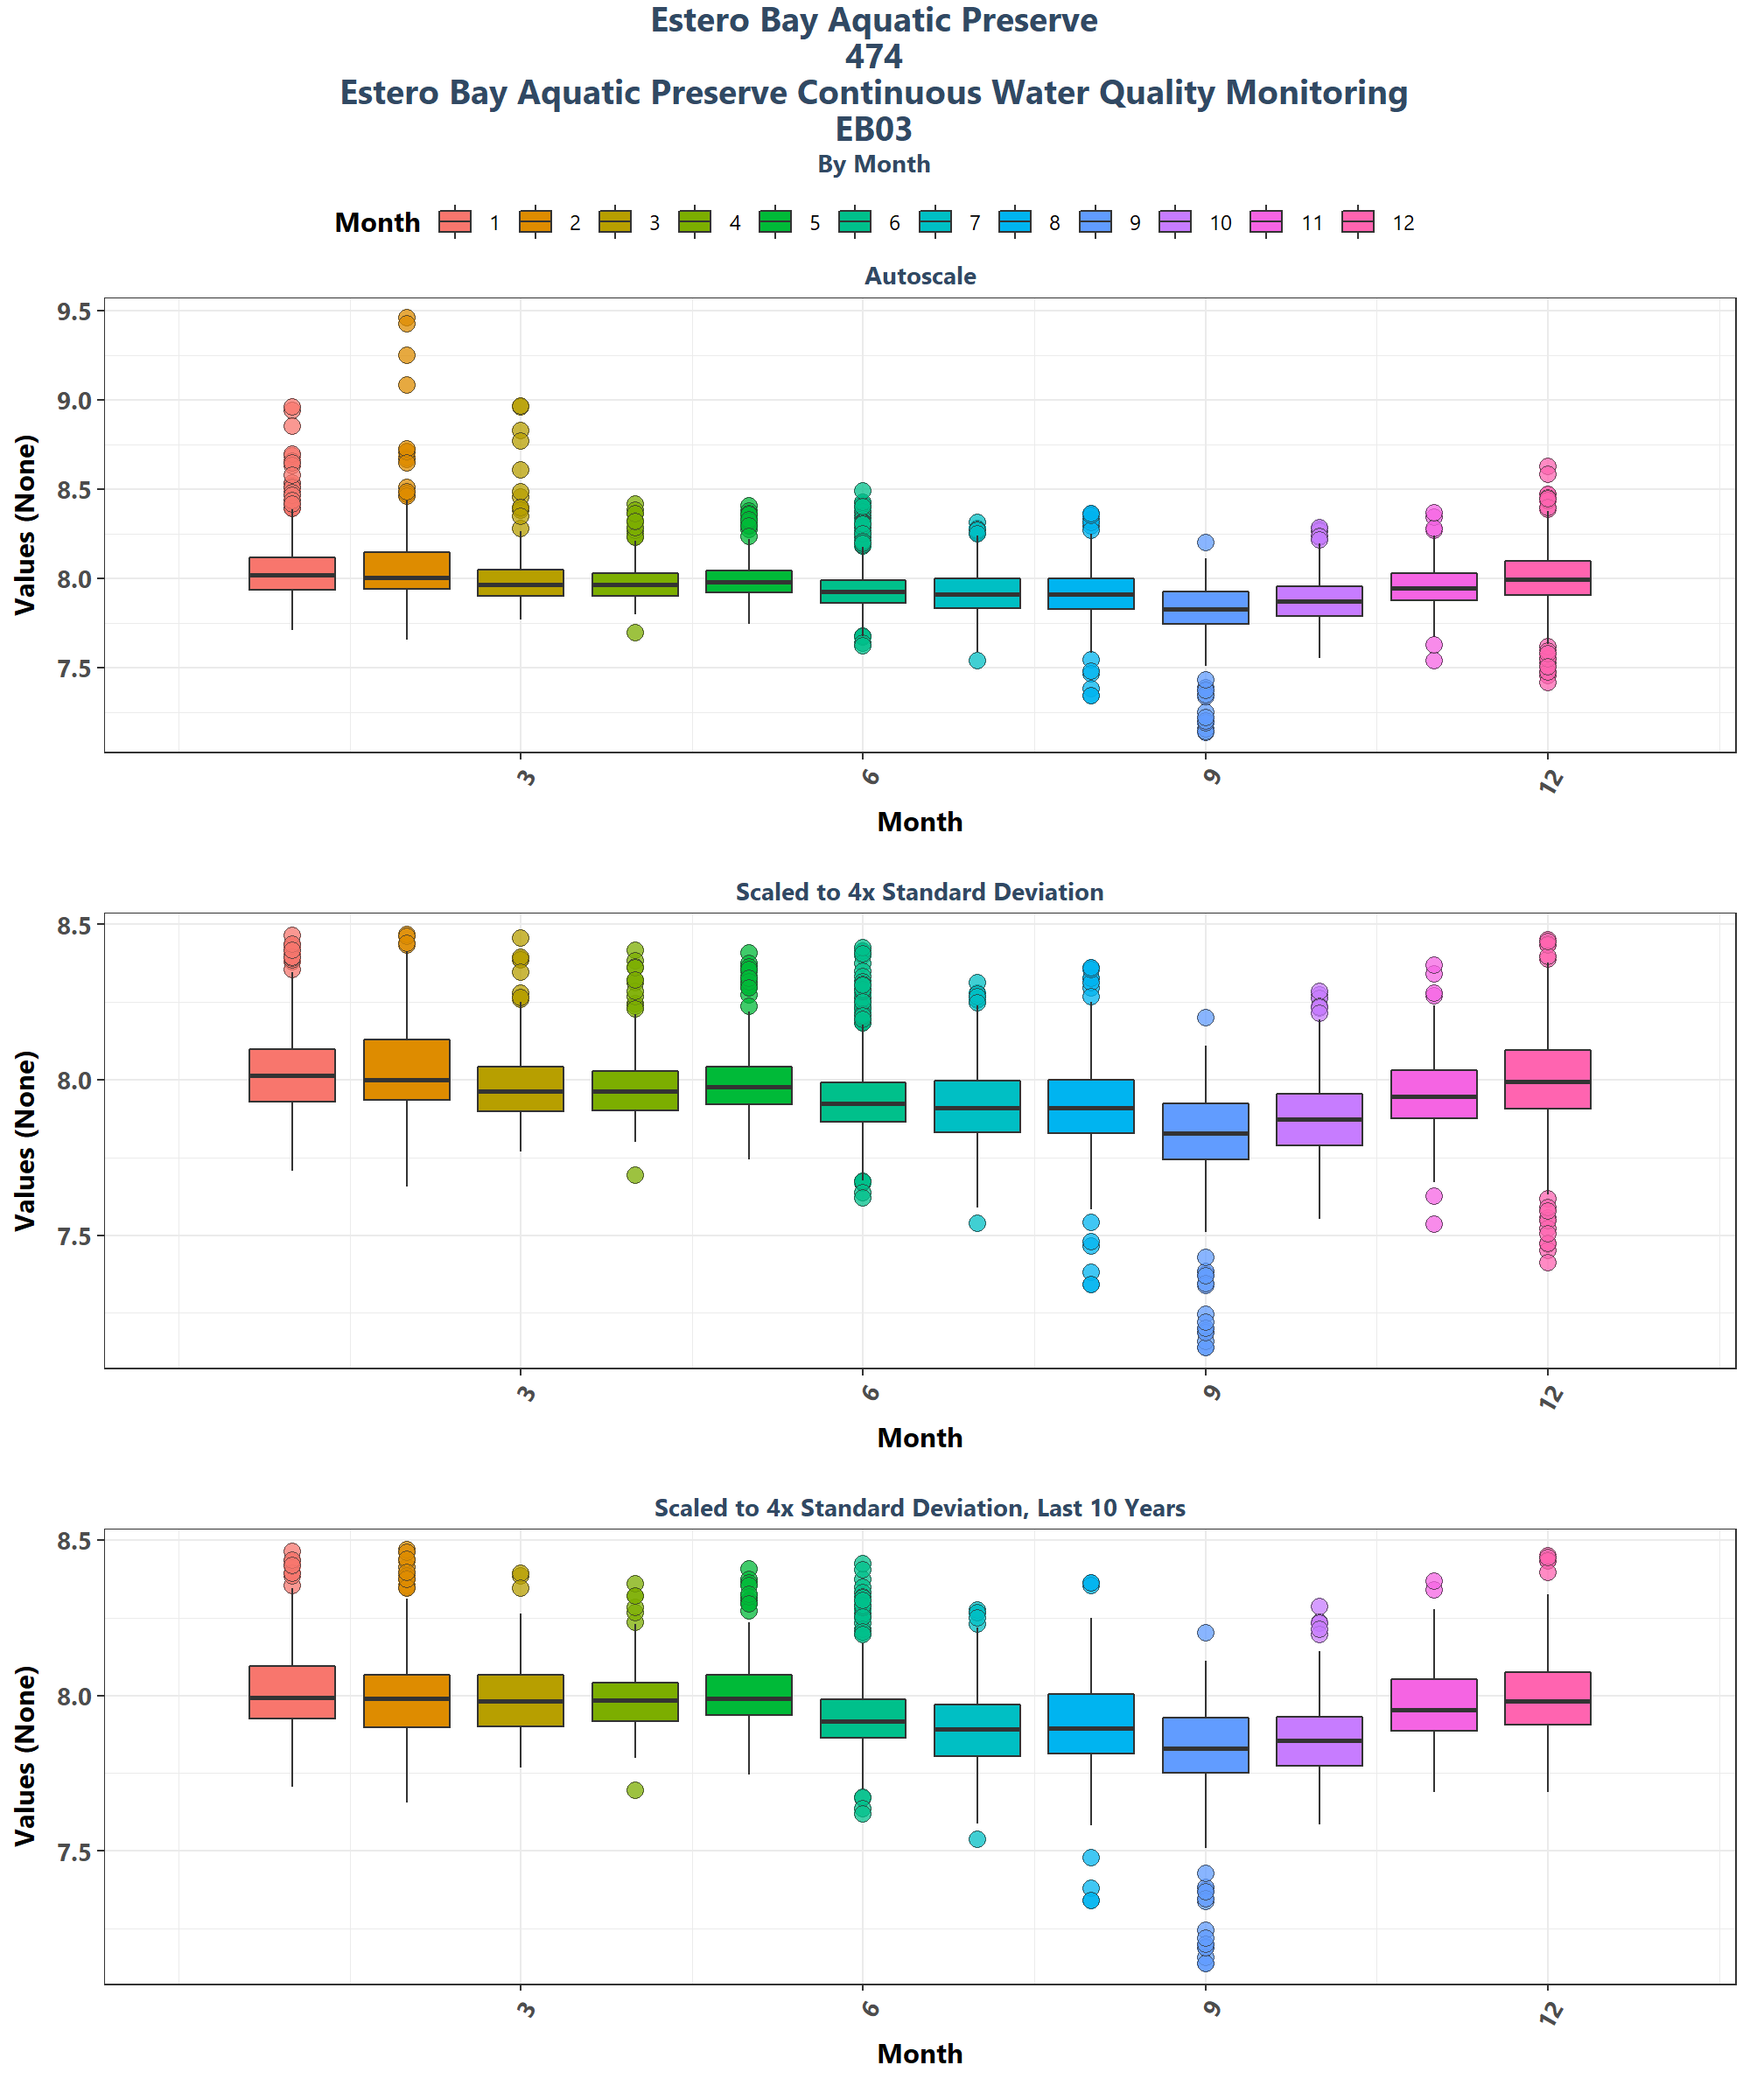 Estero Bay Aquatic Preserve
474
Estero Bay Aquatic Preserve Continuous Water Quality Monitoring
EB03
By Month
Month 1 2 3 4 5 6 7 8 9 10 11 12
Autoscale
Values (None)
9.5
9.0
8.5
8.0
7.5
3 6 9 12
Month
Scaled to 4x Standard Deviation
Values (None)
8.5
8.0
7.5
3 6 9 12
Month
Scaled to 4x Standard Deviation, Last 10 Years
Values (None)
8.5
8.0
7.5
3 6 9 12
Month